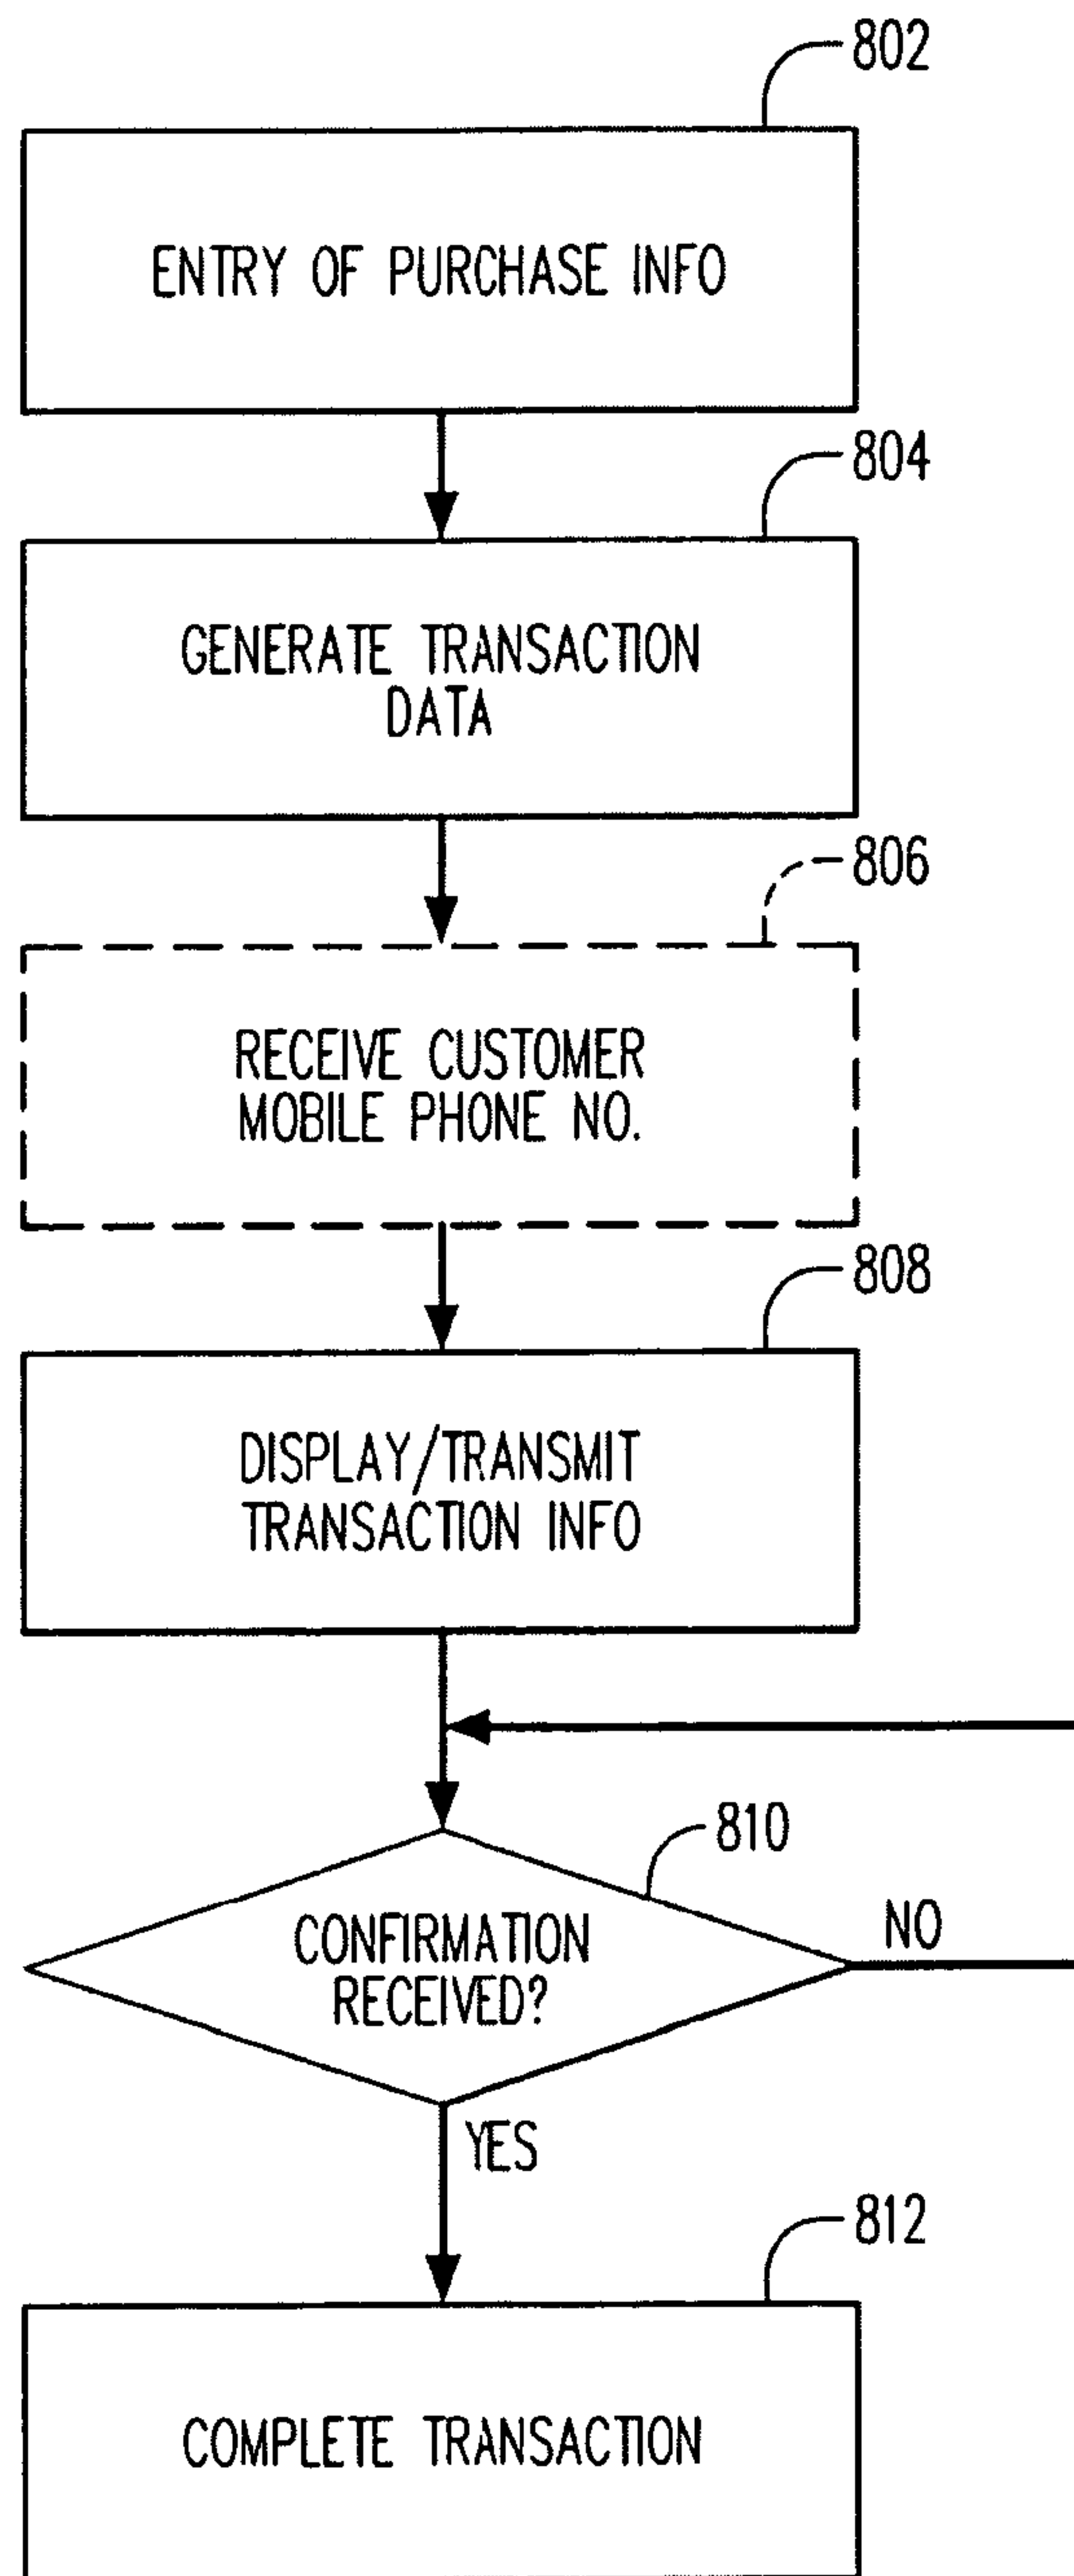 802
ENTRY OF PURCHASE INFO
804
GENERATE TRANSACTION
DATA
806
RECEIVE CUSTOMER
MOBILE PHONE NO.
808
DISPLAY/TRANSMIT
TRANSACTION INFO
810
CONFIRMATION
RECEIVED?
NO
YES
812
COMPLETE TRANSACTION